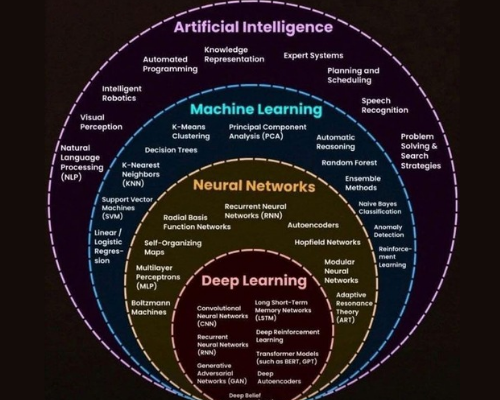 Artificial Intelligence
Knowledge
Representation
Expert Systems
Automated
Programming
Planning and
Scheduling
Intelligent
Robotics
Speech
Recognition
Visual
Perception
Problem
Solving &
Search
Strategies
Natural
Language
Processing
(NLP)
Machine Learning
K-Means
Clustering
Principal Component
Analysis (PCA)
Automatic
Reasoning
Decision Trees
Random Forest
K-Nearest
Neighbors
(KNN)
Ensemble
Methods
Support Vector
Machines
(SVM)
Naive Bayes
Classification
Linear /
Logistic
Regres-
sion
Anomaly
Detection
Reinforce-
ment
Learning
Neural Networks
Recurrent Neural
Networks (RNN)
Radial Basis
Function Networks
Autoencoders
Self-Organizing
Maps
Hopfield Networks
Multilayer
Perceptrons
(MLP)
Modular
Neural
Networks
Boltzmann
Machines
Adaptive
Resonance
Theory
(ART)
Deep Learning
Convolutional
Neural Networks
(CNN)
Long Short-Term
Memory Networks
(LSTM)
Recurrent
Neural Networks
(RNN)
Deep Reinforcement
Learning
Generative
Adversarial
Networks (GAN)
Transformer Models
(such as BERT, GPT)
Deep
Autoencoders
Deep Belief